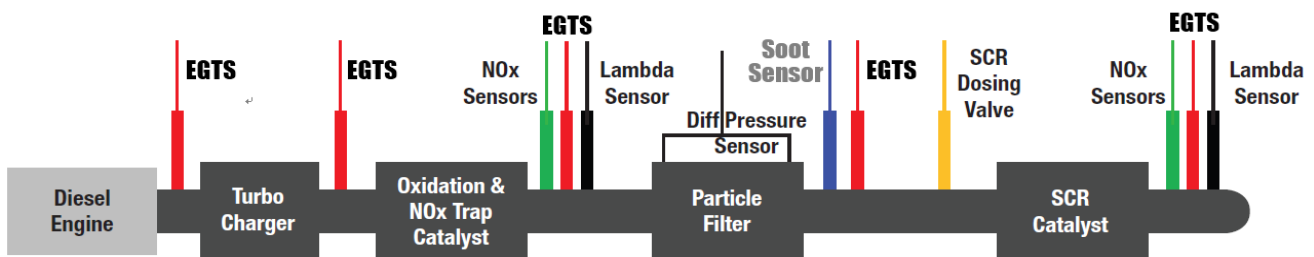 EGTS
EGTS
EGTS
NOx
Sensors
Lambda
Sensor
Soot
Sensor
Diff Pressure
Sensor
EGTS
SCR
Dosing
Valve
EGTS
NOx
Sensors
Lambda
Sensor
Diesel
Engine
Turbo
Charger
Oxidation &
NOx Trap
Catalyst
Particle
Filter
SCR
Catalyst